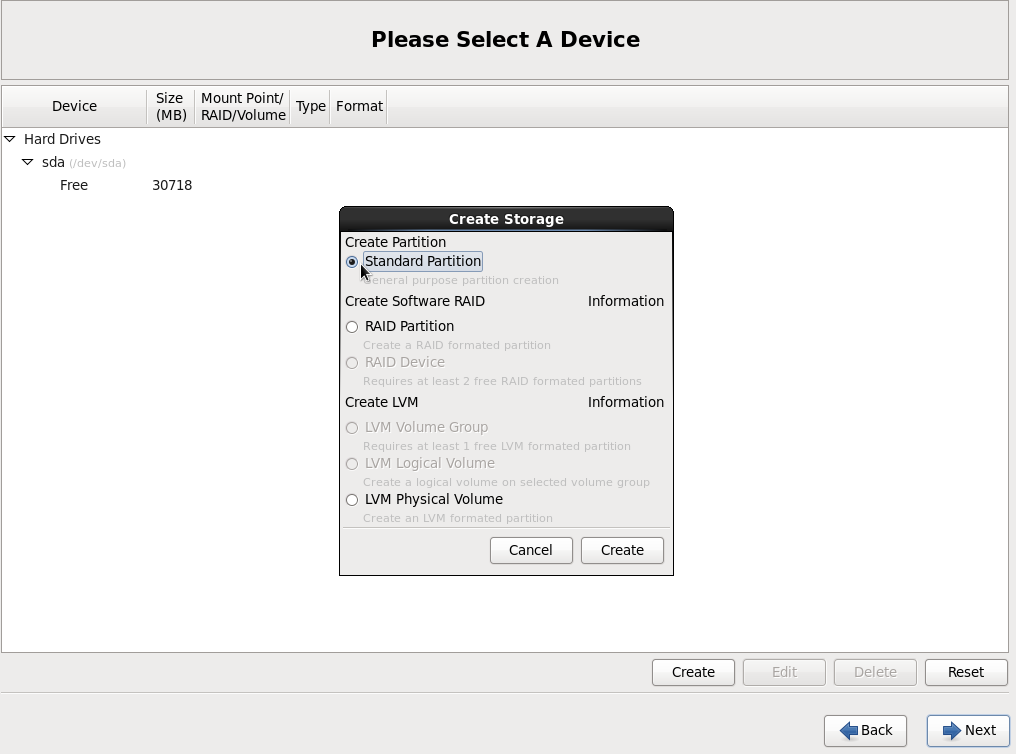 Please Select A Device
Device
Size
(MB)
Mount Point/
RAID/Volume
Type
Format
Hard Drives
sda (/dev/sda)
Free 30718
Create Storage
Create Partition
Standard Partition
General purpose partition creation
Create Software RAID Information
RAID Partition
Create a RAID formated partition
RAID Device
Requires at least 2 free RAID formated partitions
Create LVM Information
LVM Volume Group
Requires at least 1 free LVM formated partition
LVM Logical Volume
Create a logical volume on selected volume group
LVM Physical Volume
Create an LVM formated partition
Cancel Create
Create Edit Delete Reset
Back Next